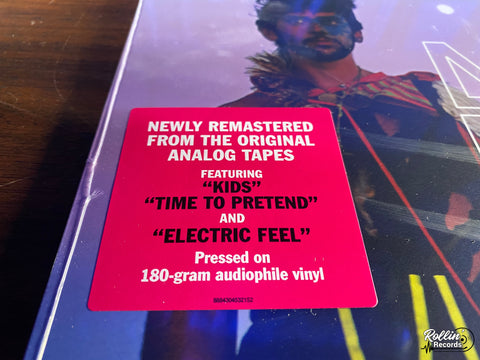 NEWLY REMASTERED
FROM THE ORIGINAL
ANALOG TAPES
FEATURING
“KIDS”
“TIME TO PRETEND”
AND
“ELECTRIC FEEL”
Pressed on
180-gram audiophile vinyl
Rollin'
Records